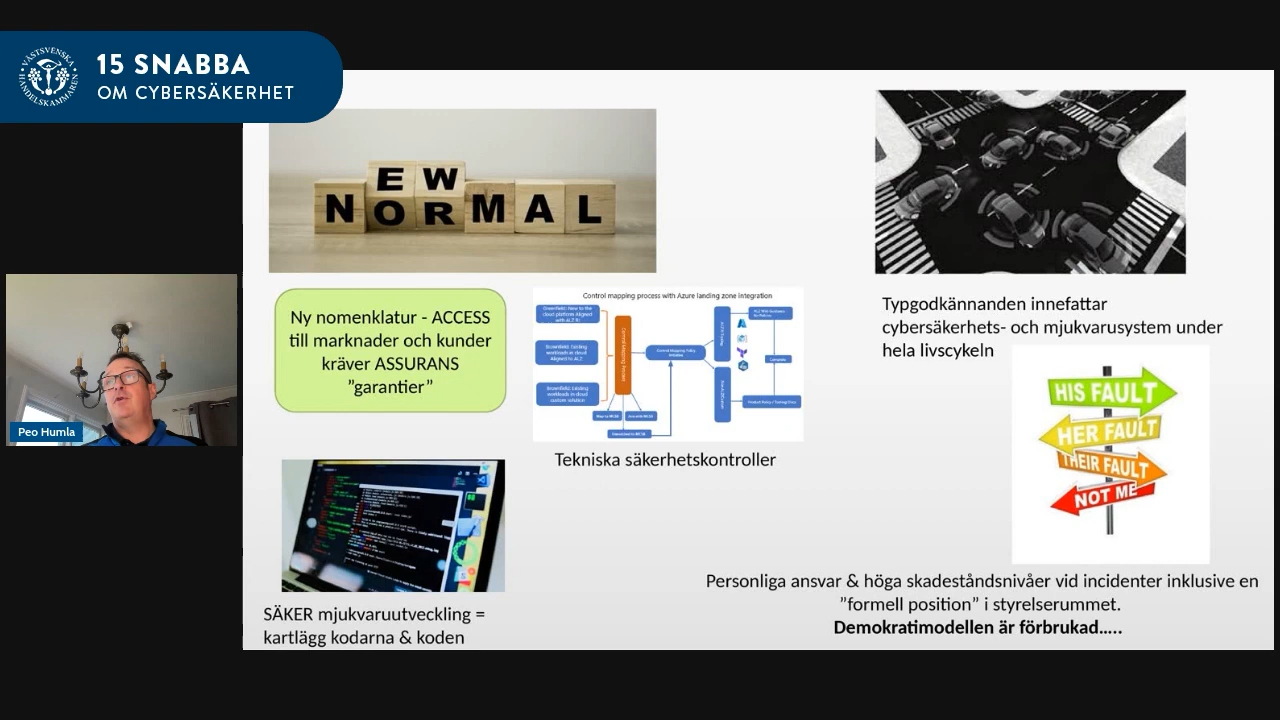 VÄSTSVENSKA
HANDELSKAMMAREN
15 SNABBA
OM CYBERSÄKERHET
EW
NORMAL
Ny nomenklatur - ACCESS
till marknader och kunder
kräver ASSURANS
”garantier”
Control mapping process with Azure landing zone integration
Tekniska säkerhetskontroller
Typgodkännanden innefattar
cybersäkerhets- och mjukvarusystem under
hela livscykeln
HIS FAULT
HER FAULT
THEIR FAULT
NOT ME
Peo Humla
SÄKER mjukvaruutveckling =
kartlägg kodarna & koden
Personliga ansvar & höga skadeståndsnivåer vid incidenter inklusive en
”formell position” i styrelserummet.
Demokratimodellen är förbrukad…..